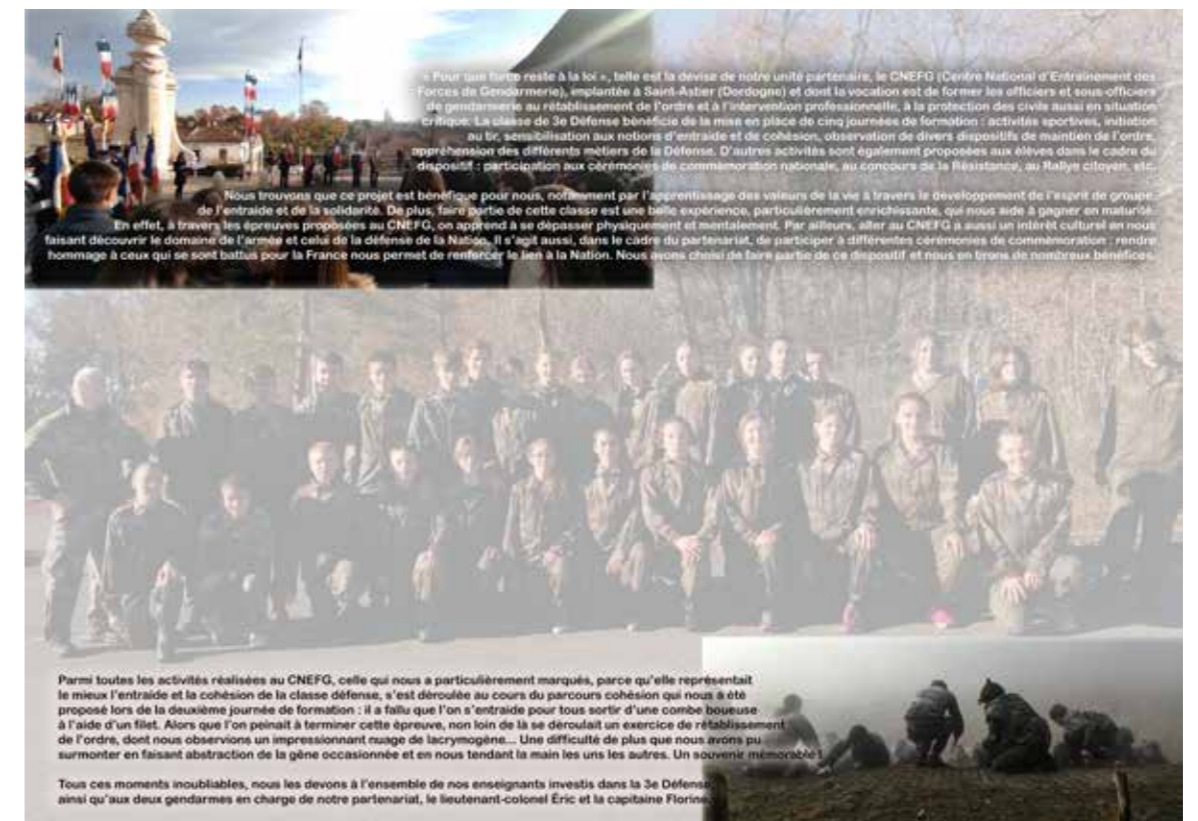 « Pour que force reste à la loi », telle est la devise de notre unité partenaire, le CNEFG (Centre National d'Entraînement des
Forces de Gendarmerie), implantée à Saint-Astier (Dordogne) et dont la vocation est de former les officiers et sous-officiers
de gendarmerie au rétablissement de l'ordre et à l'intervention professionnelle, à la protection des civils aussi en situation
critique. La classe de 3e Défense bénéficie de la mise en place de cinq journées de formation : activités sportives, initiation
au tir, sensibilisation aux notions d'entraide et de cohésion, observation de divers dispositifs de maintien de l'ordre,
appréhension des différents métiers de la Défense. D'autres activités sont également proposées aux élèves dans le cadre du
dispositif : participation aux cérémonies de commémoration nationale, au concours de la Résistance, au Rallye citoyen, etc.
Nous trouvons que ce projet est bénéfique pour nous, notamment par l'apprentissage des valeurs de la vie à travers le développement de l'esprit de groupe,
de l'entraide et de la solidarité. De plus, faire partie de cette classe est une belle expérience, particulièrement enrichissante, qui nous aide à gagner en maturité.
En effet, à travers les épreuves proposées au CNEFG, on apprend à se dépasser physiquement et mentalement. Par ailleurs, aller au CNEFG a aussi un intérêt culturel en nous
faisant découvrir le domaine de l'armée et celui de la défense de la Nation. Il s'agit aussi, dans le cadre du partenariat, de participer à différentes cérémonies de commémoration : rendre
hommage à ceux qui se sont battus pour la France nous permet de renforcer le lien à la Nation. Nous avons choisi de faire partie de ce dispositif et nous en tirons de nombreux bénéfices.
Parmi toutes les activités réalisées au CNEFG, celle qui nous a particulièrement marqués, parce qu'elle représentait
le mieux l'entraide et la cohésion de la classe défense, s'est déroulée au cours du parcours cohésion qui nous a été
proposé lors de la deuxième journée de formation : il a fallu que l'on s'entraide pour tous sortir d'une combe boueuse
à l'aide d'un filet. Alors que l'on peinait à terminer cette épreuve, non loin de là se déroulait un exercice de rétablissement
de l'ordre, dont nous observions un impressionnant nuage de lacrymogène... Une difficulté de plus que nous avons pu
surmonter en faisant abstraction de la gêne occasionnée et en nous tendant la main les uns les autres. Un souvenir mémorable !
Tous ces moments inoubliables, nous les devons à l'ensemble de nos enseignants investis dans la 3e Défense,
ainsi qu'aux deux gendarmes en charge de notre partenariat, le lieutenant-colonel Éric et la capitaine Florine.